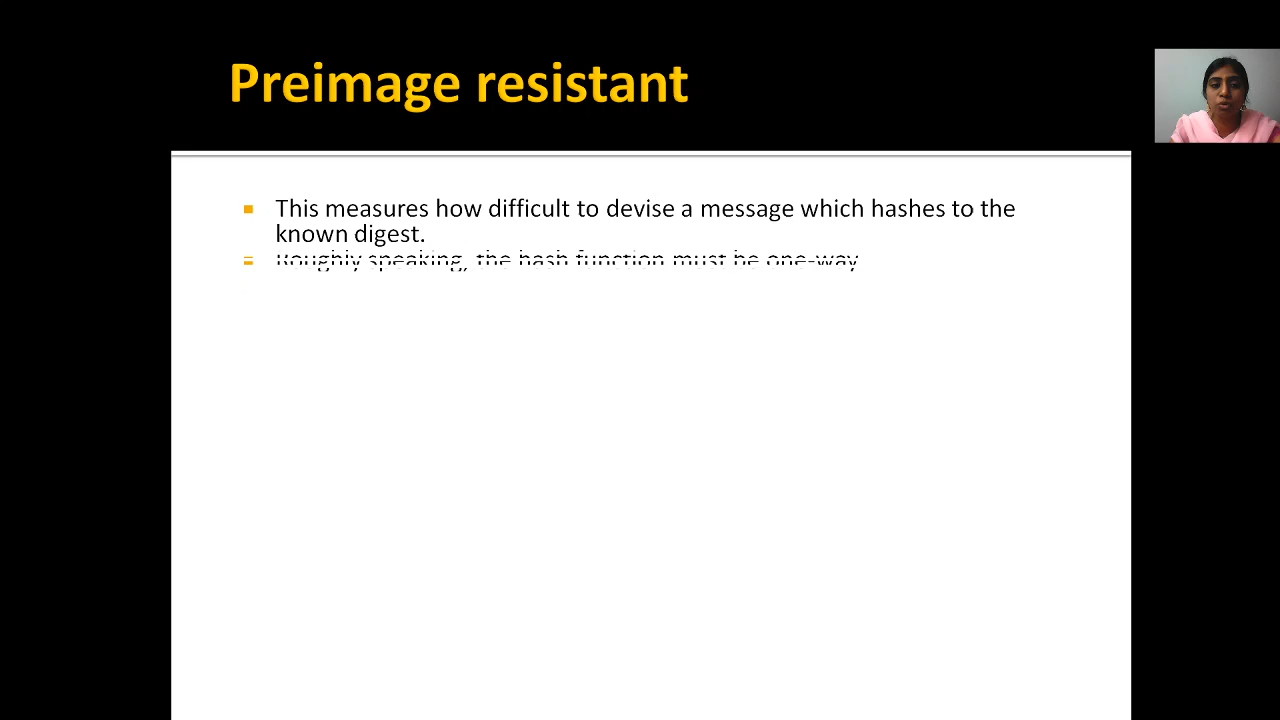 Preimage resistant
This measures how difficult to devise a message which hashes to the
known digest.
Roughly speaking, the hash function must be one-way